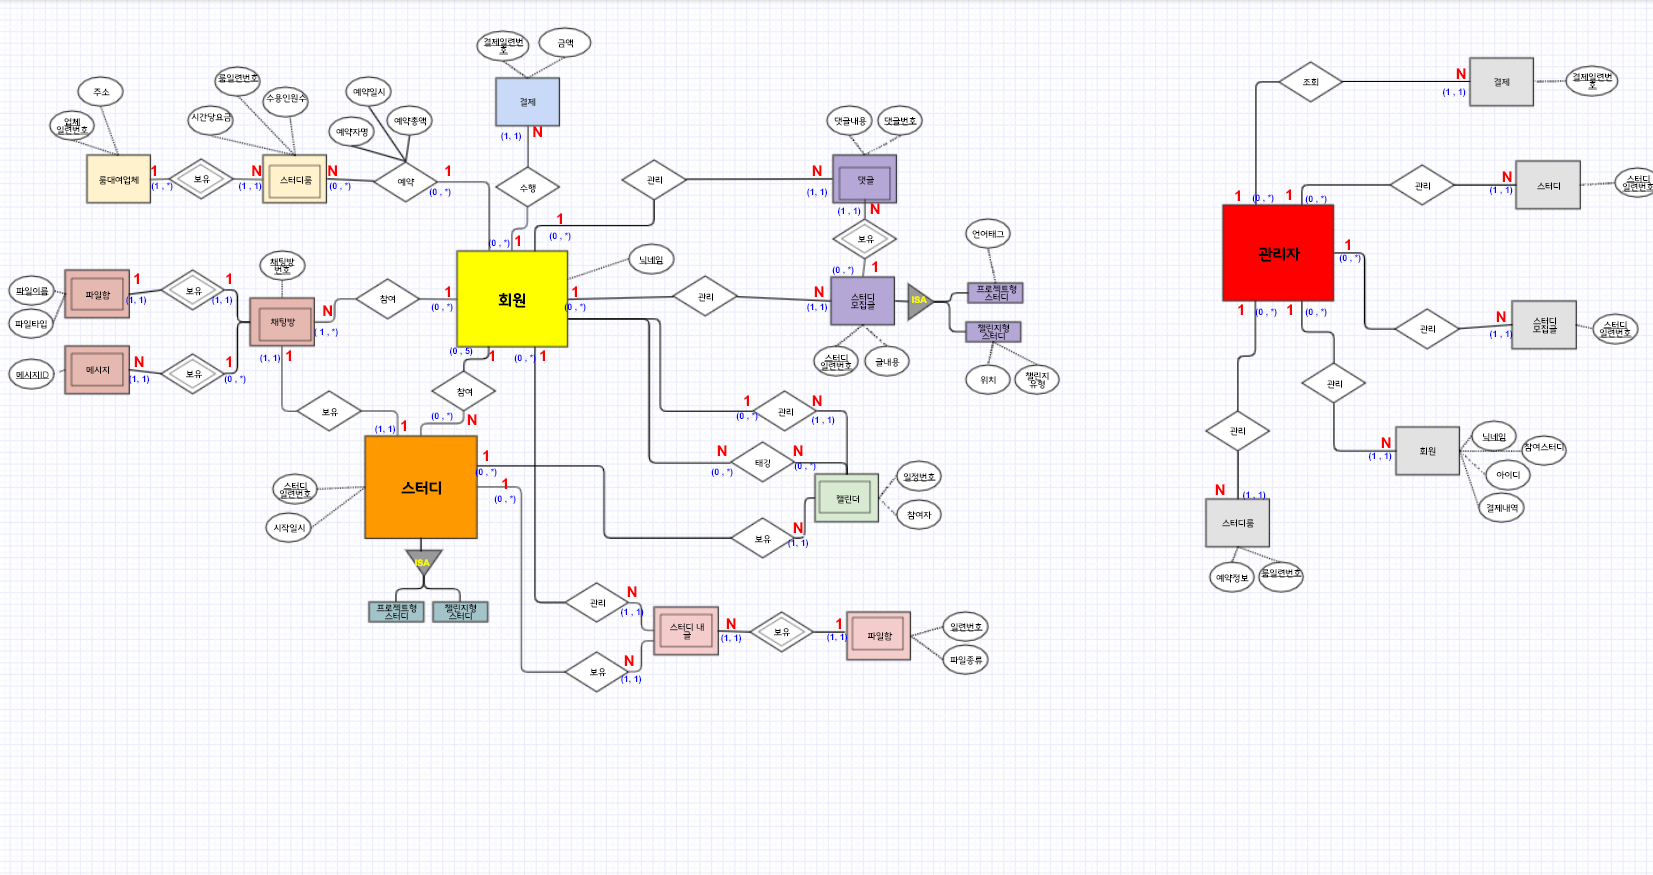 결제일련번
호
금액
결제
(1, 1)
N
수행
(0, *)
1
주소
업체
일련번호
룸대여업체
1
(1, *)
보유
N
(1, 1)
룸일련번호
시간당요금
수용인원수
스터디룸
N
(0, *)
예약일시
예약자명
예약총액
예약
1
(0, *)
관리
1
(0, *)
N
(1, 1)
댓글내용
댓글번호
댓글
(1, 1)
N
보유
(0, *)
1
닉네임
회원
1
(0, *)
관리
N
(1, 1)
스터디
모집글
스터디
일련번호
글내용
ISA
언어태그
프로젝트형
스터디
챌린지형
스터디
위치
챌린지
유형
파일이름
파일타입
파일함
1
(1, 1)
보유
1
(1, 1)
메시지ID
메시지
N
(1, 1)
보유
1
(0, *)
채팅방
번호
채팅방
N
(1, *)
참여
1
(0, *)
(1, 1)
1
보유
(1, 1)
1
(0, 5)
1
참여
(0, *)
N
(0, *)
1
스터디
스터디
일련번호
시작일시
ISA
프로젝트형
스터디
챌린지형
스터디
1
(0, *)
1
(0, *)
1
(0, *)
관리
N
(1, 1)
N
(0, *)
태깅
N
(0, *)
캘린더
일정번호
참여자
보유
N
(1, 1)
관리
N
(1, 1)
보유
N
(1, 1)
스터디 내
글
N
(1, 1)
보유
1
(1, 1)
파일함
일련번호
파일종류
조회
N
(1, 1)
결제
결제일련번
호
1
(0, *)
1
(0, *)
관리
N
(1, 1)
스터디
스터디
일련번호
관리자
1
(0, *)
관리
N
(1, 1)
스터디
모집글
스터디
일련번호
1
(0, *)
1
(0, *)
관리
N
(1, 1)
회원
닉네임
참여스터디
아이디
결제내역
관리
N
(1, 1)
스터디룸
예약정보
룸일련번호